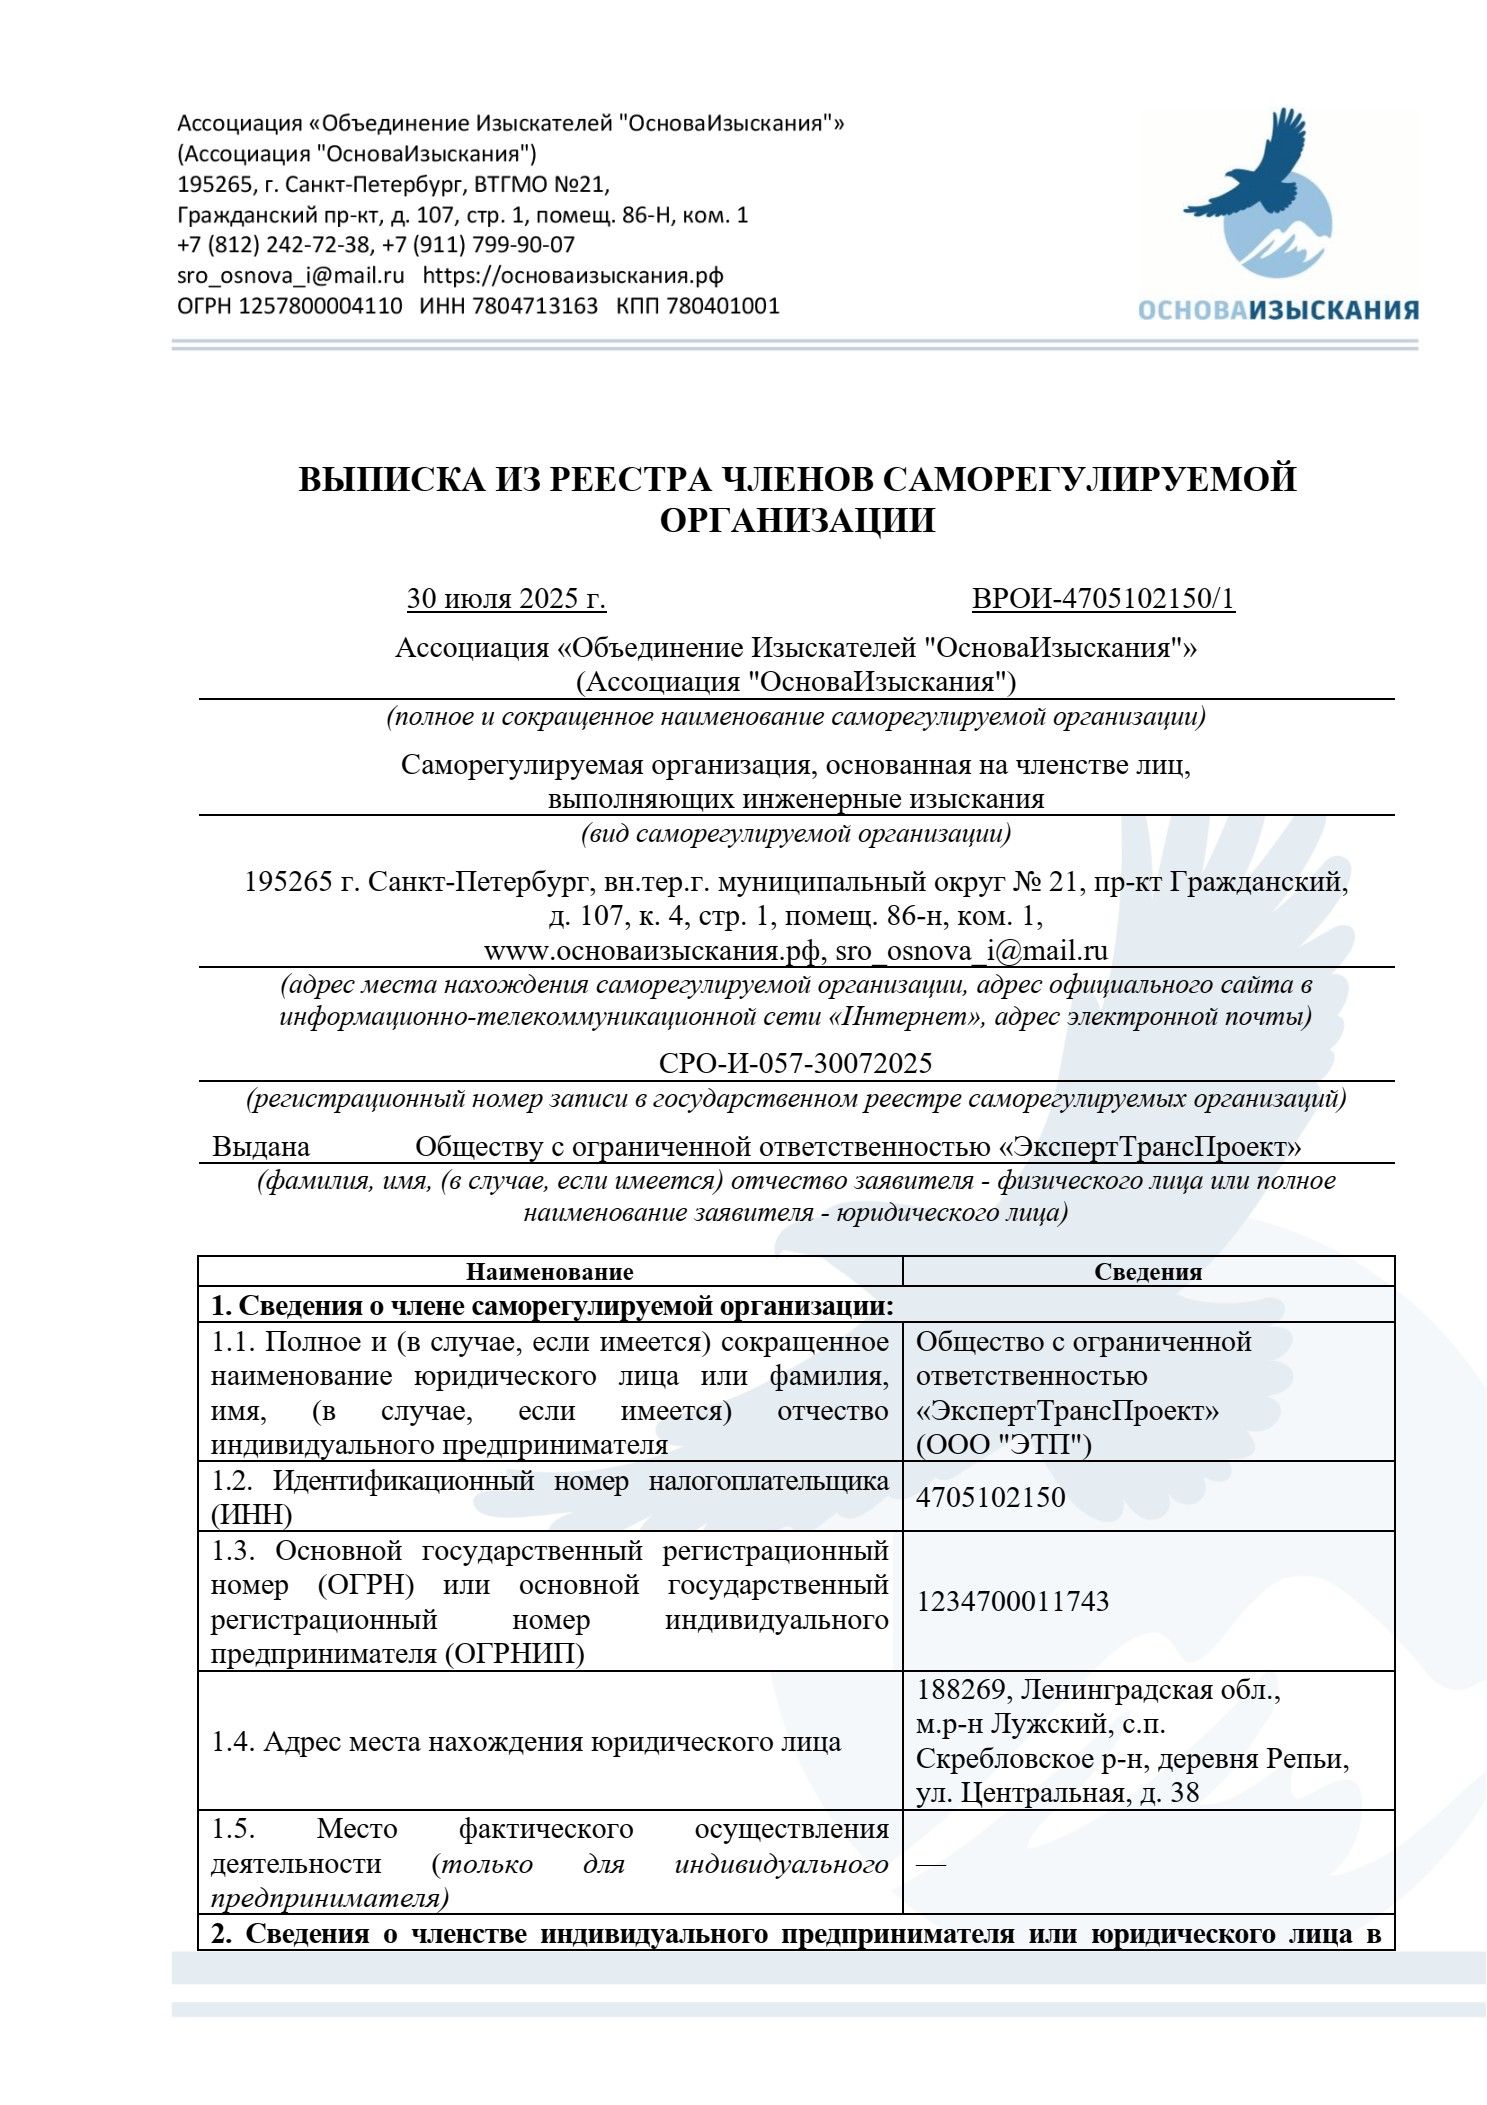 Ассоциация «Объединение Изыскателей "ОсноваИзыскания"»
(Ассоциация "ОсноваИзыскания")
195265, г. Санкт-Петербург, ВТГМО №21,
Гражданский пр-кт, д. 107, стр. 1, помещ. 86-Н, ком. 1
+7 (812) 242-72-38, +7 (911) 799-90-07
sro_osnova_i@mail.ru https://основаизыскания.рф
ОГРН 1257800004110 ИНН 7804713163 КПП 780401001
ОСНОВАИЗЫСКАНИЯ
ВЫПИСКА ИЗ РЕЕСТРА ЧЛЕНОВ САМОРЕГУЛИРУЕМОЙ
ОРГАНИЗАЦИИ
30 июля 2025 г. ВРОИ-4705102150/1
Ассоциация «Объединение Изыскателей "ОсноваИзыскания"»
(Ассоциация "ОсноваИзыскания")
(полное и сокращенное наименование саморегулируемой организации)
Саморегулируемая организация, основанная на членстве лиц,
выполняющих инженерные изыскания
(вид саморегулируемой организации)
195265 г. Санкт-Петербург, вн.тер.г. муниципальный округ № 21, пр-кт Гражданский,
д. 107, к. 4, стр. 1, помещ. 86-н, ком. 1,
www.основаизыскания.рф, sro_osnova_i@mail.ru
(адрес места нахождения саморегулируемой организации, адрес официального сайта в
информационно-телекоммуникационной сети «Интернет», адрес электронной почты)
СРО-И-057-30072025
(регистрационный номер записи в государственном реестре саморегулируемых организаций)
Выдана Обществу с ограниченной ответственностью «ЭкспертТрансПроект»
(фамилия, имя, (в случае, если имеется) отчество заявителя - физического лица или полное
наименование заявителя - юридического лица)
Наименование Сведения
1. Сведения о члене саморегулируемой организации:
1.1. Полное и (в случае, если имеется) сокращенное
наименование юридического лица или фамилия,
имя, (в случае, если имеется) отчество
индивидуального предпринимателя
Общество с ограниченной
ответственностью
«ЭкспертТрансПроект»
(ООО "ЭТП")
1.2. Идентификационный номер налогоплательщика
(ИНН)
4705102150
1.3. Основной государственный регистрационный
номер (ОГРН) или основной государственный
регистрационный номер индивидуального
предпринимателя (ОГРНИП)
1234700011743
1.4. Адрес места нахождения юридического лица
188269, Ленинградская обл.,
м.р-н Лужский, с.п.
Скребловское р-н, деревня Репьи,
ул. Центральная, д. 38
1.5. Место фактического осуществления
деятельности (только для индивидуального
предпринимателя)
—
2. Сведения о членстве индивидуального предпринимателя или юридического лица в